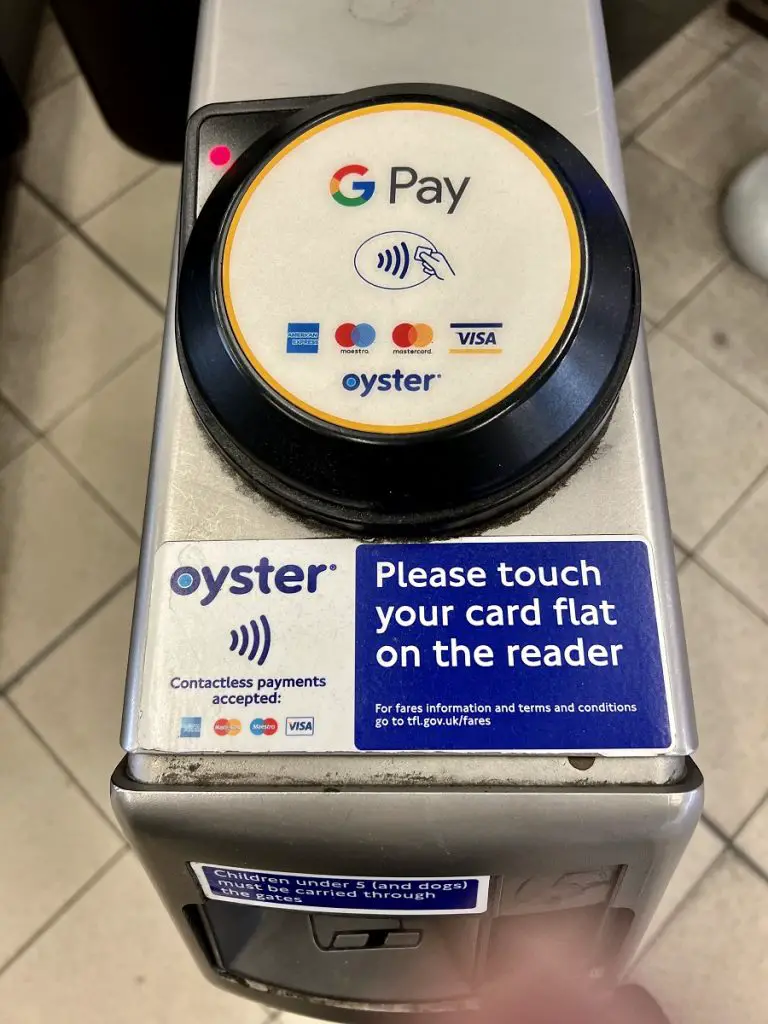 G Pay
AMERICAN EXPRESS
maestro
mastercard
VISA
oyster
oyster
Contactless payments
accepted:
MasterCard
Maestro
VISA
Please touch
your card flat
on the reader
For fares information and terms and conditions
go to tfl.gov.uk/fares
Children under 5 (and dogs)
must be carried through
the gates